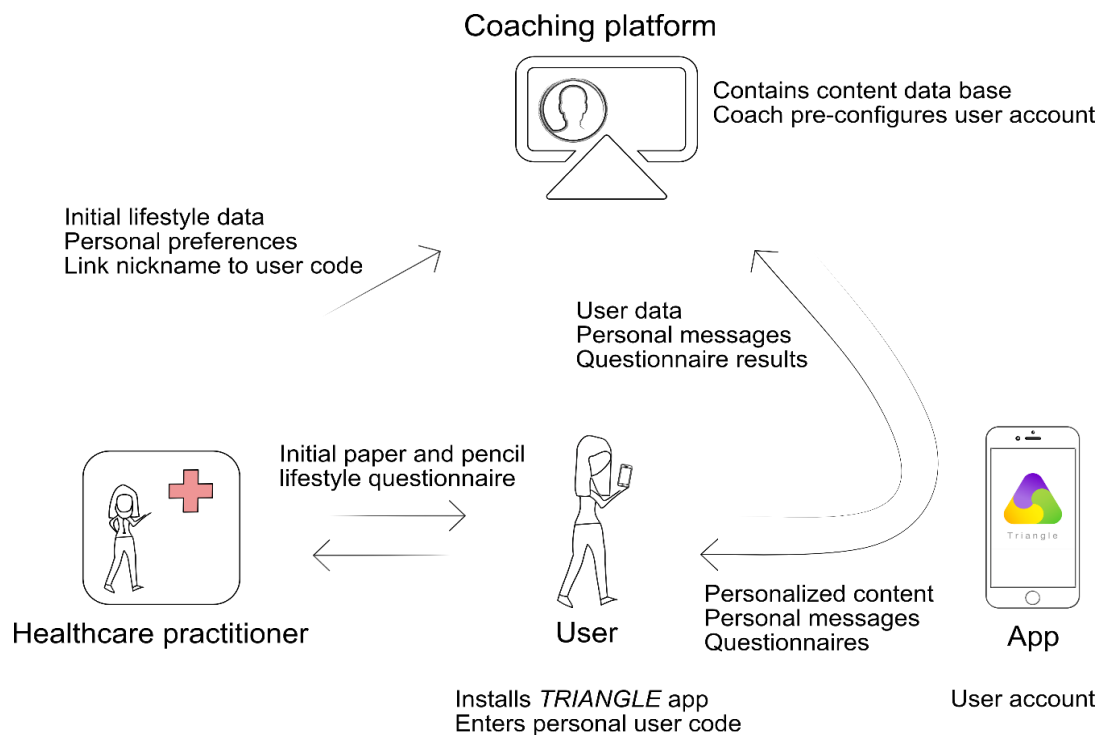 Coaching platform
Contains content data base
Coach pre-configures user account
Initial lifestyle data
Personal preferences
Link nickname to user code
User data
Personal messages
Questionnaire results
Initial paper and pencil
lifestyle questionnaire
Triangle
Healthcare practitioner
User
Personalized content
Personal messages
Questionnaires
App
Installs TRIANGLE app
Enters personal user code
User account